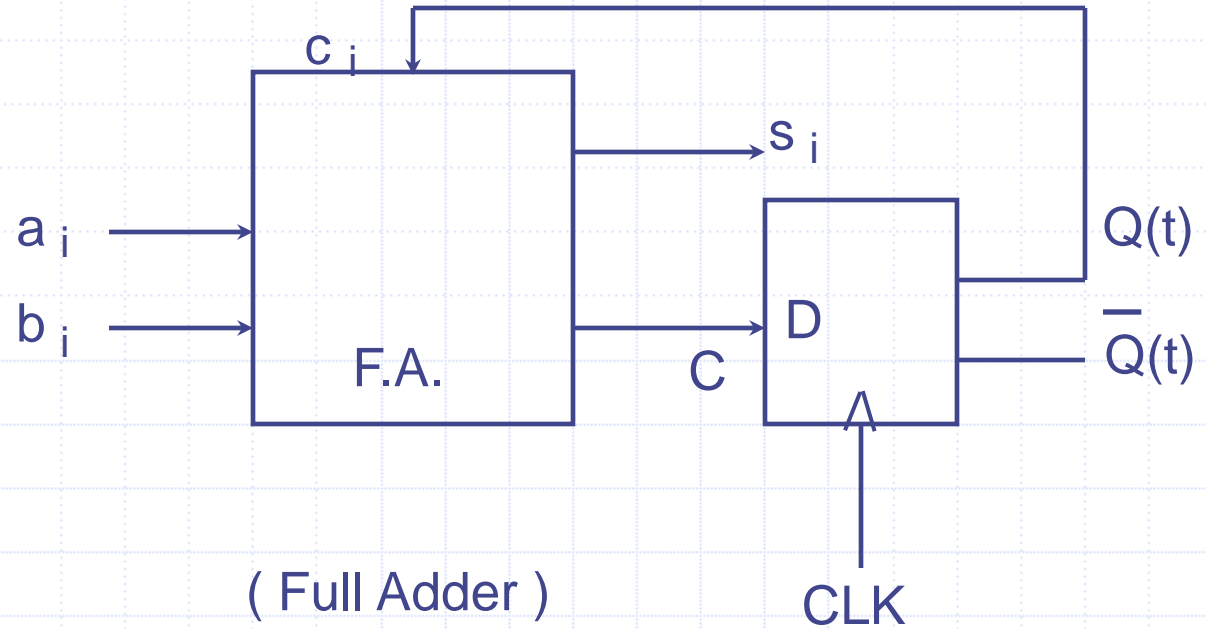 c i
s i
a i
Q(t)
b i
D
Q̅(t)
F.A.
C
( Full Adder )
CLK